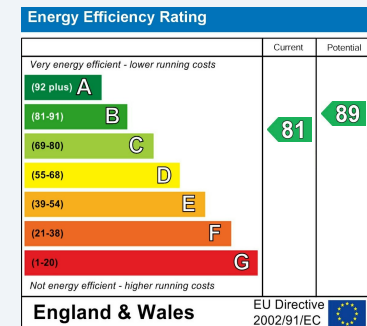 Energy Efficiency Rating
Current Potential
Very energy efficient - lower running costs
(92 plus) A
(81-91) B
89
81
(69-80) C
(55-68) D
(39-54) E
(21-38) F
(1-20) G
Not energy efficient - higher running costs
England & Wales
EU Directive
2002/91/EC